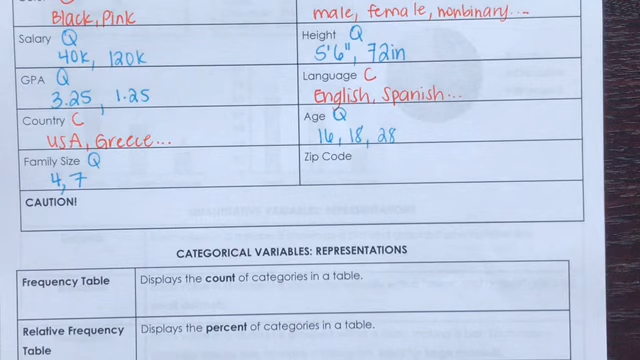 Black, Pink
male, female, nonbinary...
Salary Q
40K, 120K
Height Q
5'6", 72in
GPA Q
3.25, 1.25
Language C
English, Spanish...
Country C
USA, Greece...
Age Q
16, 18, 28
Family Size Q
4, 7
Zip Code
CAUTION!
CATEGORICAL VARIABLES: REPRESENTATIONS
Frequency Table
Displays the count of categories in a table.
Relative Frequency
Table
Displays the percent of categories in a table.